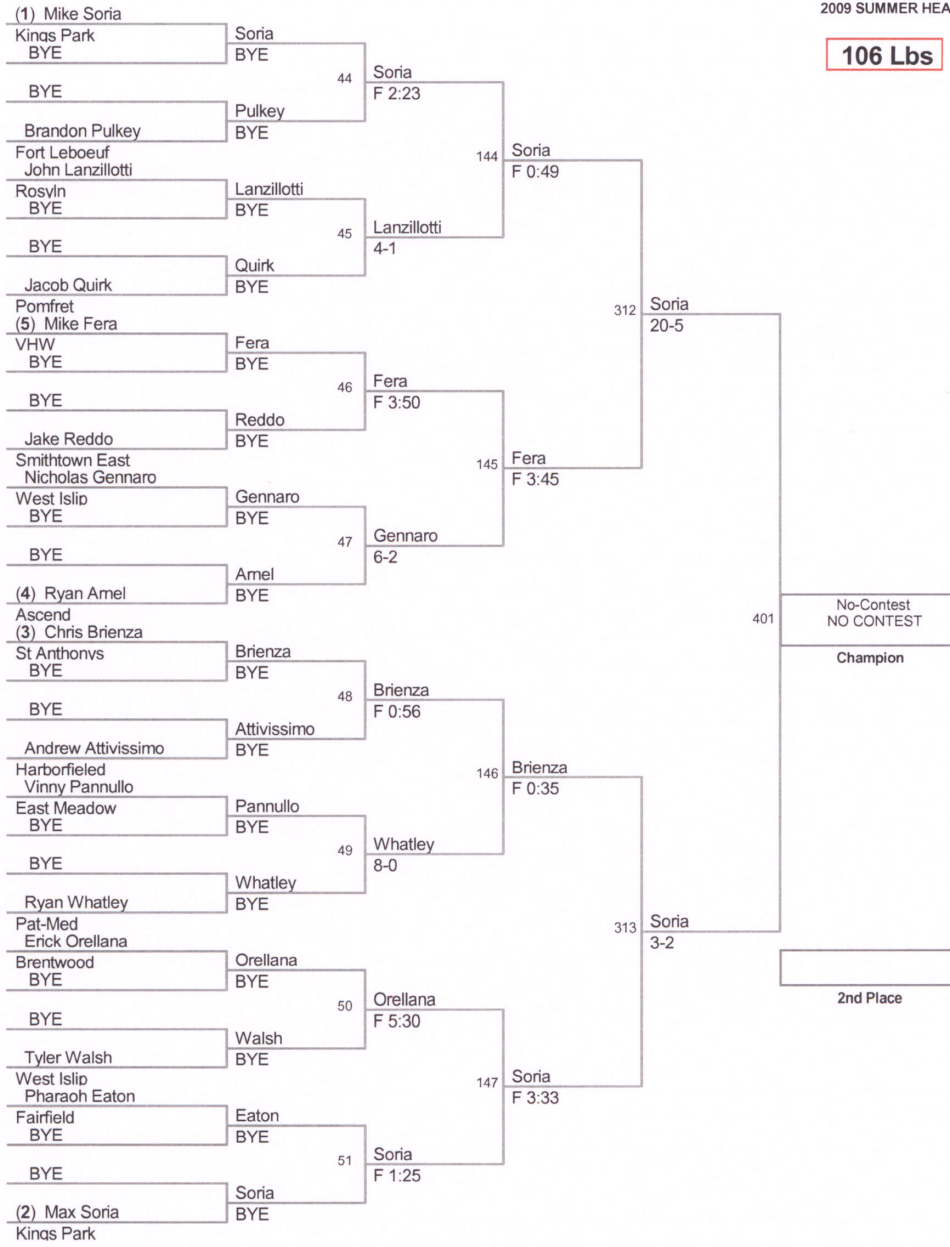 2009 SUMMER HEA
106 Lbs
(1) Mike Soria
Kings Park
BYE
BYE
Brandon Pulkey
Fort Leboeuf
John Lanzillotti
Rosyln
BYE
BYE
Jacob Quirk
Pomfret
(5) Mike Fera
VHW
BYE
BYE
Jake Reddo
Smithtown East
Nicholas Gennaro
West Islip
BYE
BYE
(4) Ryan Arnel
Ascend
(3) Chris Brienza
St Anthonys
BYE
BYE
Andrew Attivissimo
Harborfieled
Vinny Pannullo
East Meadow
BYE
BYE
Ryan Whatley
Pat-Med
Erick Orellana
Brentwood
BYE
BYE
Tyler Walsh
West Islip
Pharaoh Eaton
Fairfield
BYE
BYE
(2) Max Soria
Kings Park
Soria
BYE
Pulkey
BYE
Lanzillotti
BYE
Quirk
BYE
Fera
BYE
Reddo
BYE
Gennaro
BYE
Arnel
BYE
Brienza
BYE
Attivissimo
BYE
Pannullo
BYE
Whatley
BYE
Orellana
BYE
Walsh
BYE
Eaton
BYE
Soria
BYE
44
Soria
F 2:23
45
Lanzillotti
4-1
46
Fera
F 3:50
47
Gennaro
6-2
48
Brienza
F 0:56
49
Whatley
8-0
50
Orellana
F 5:30
51
Soria
F 1:25
144
Soria
F 0:49
145
Fera
F 3:45
146
Brienza
F 0:35
147
Soria
F 3:33
312
Soria
20-5
313
Soria
3-2
401
No-Contest
NO CONTEST
Champion
2nd Place